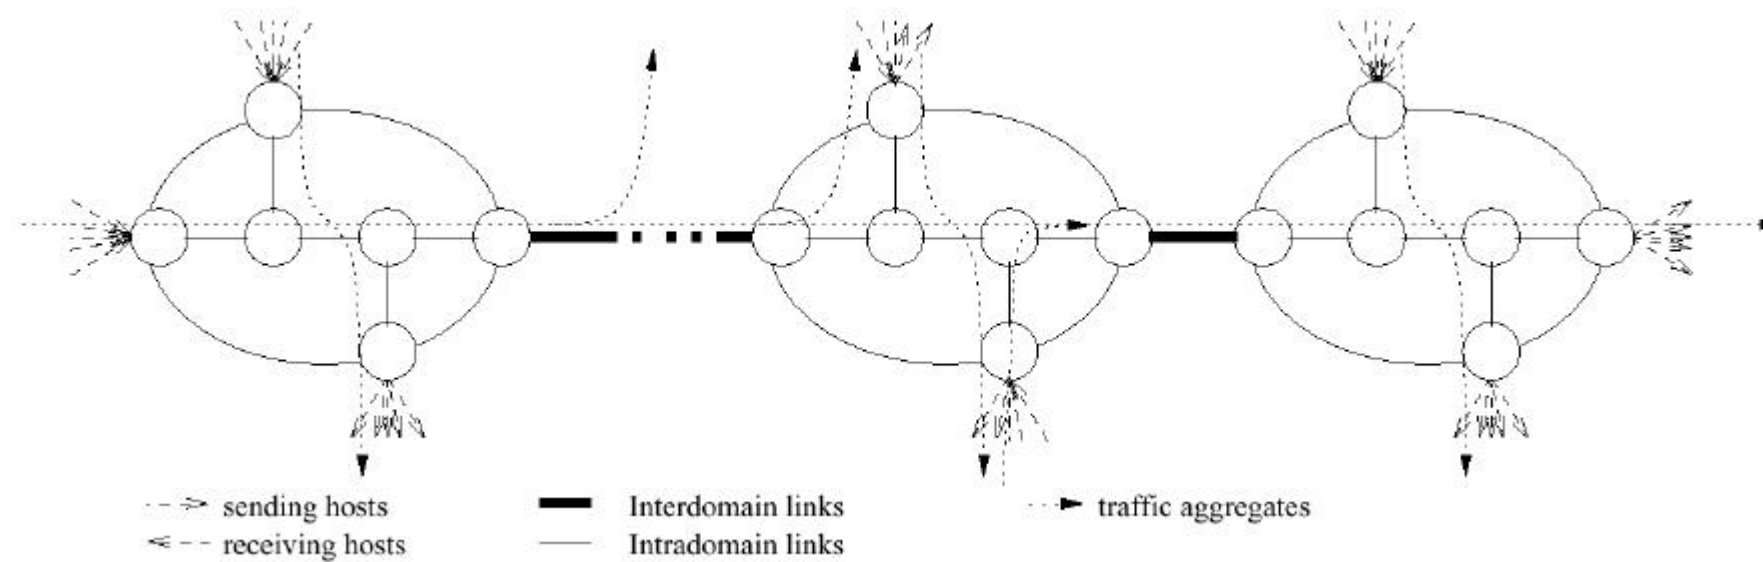 sending hosts
receiving hosts
Interdomain links
Intradomain links
traffic aggregates